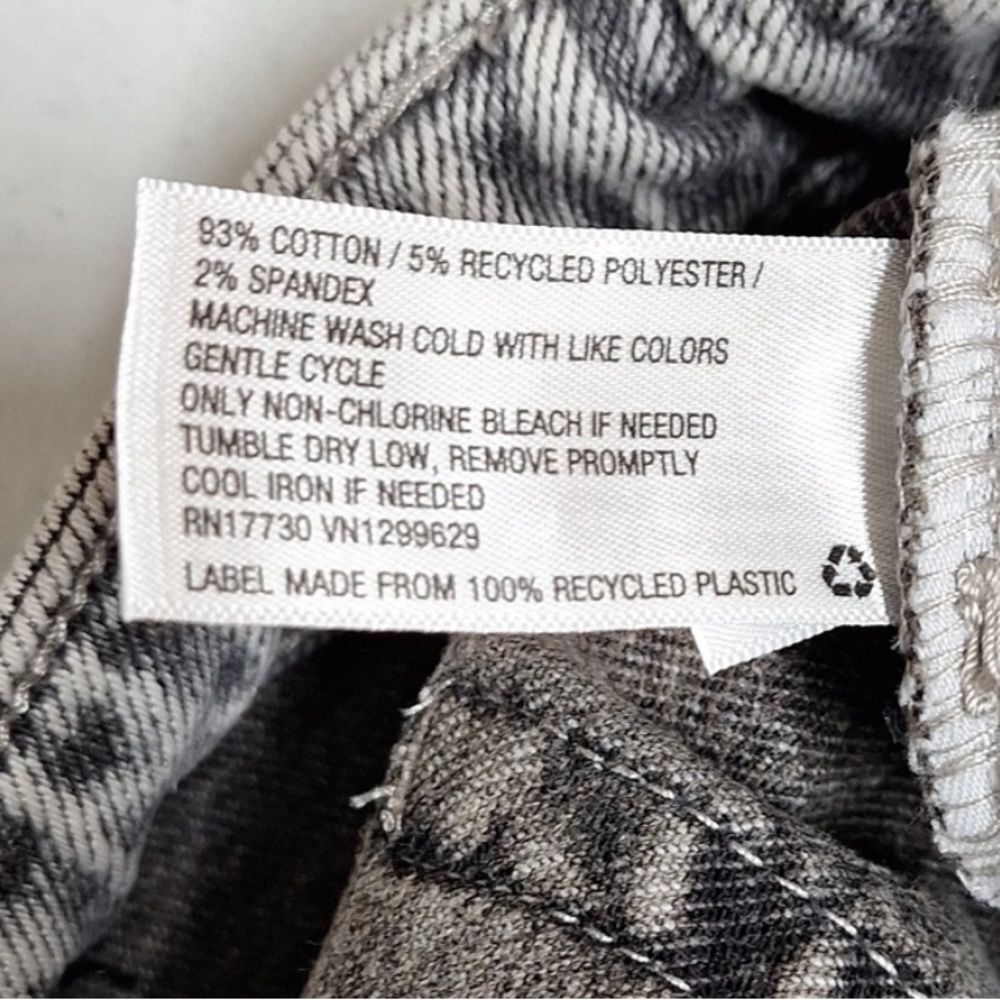 93% COTTON / 5% RECYCLED POLYESTER /
2% SPANDEX
MACHINE WASH COLD WITH LIKE COLORS
GENTLE CYCLE
ONLY NON-CHLORINE BLEACH IF NEEDED
TUMBLE DRY LOW, REMOVE PROMPTLY
COOL IRON IF NEEDED
RN17730 VN1299629
LABEL MADE FROM 100% RECYCLED PLASTIC